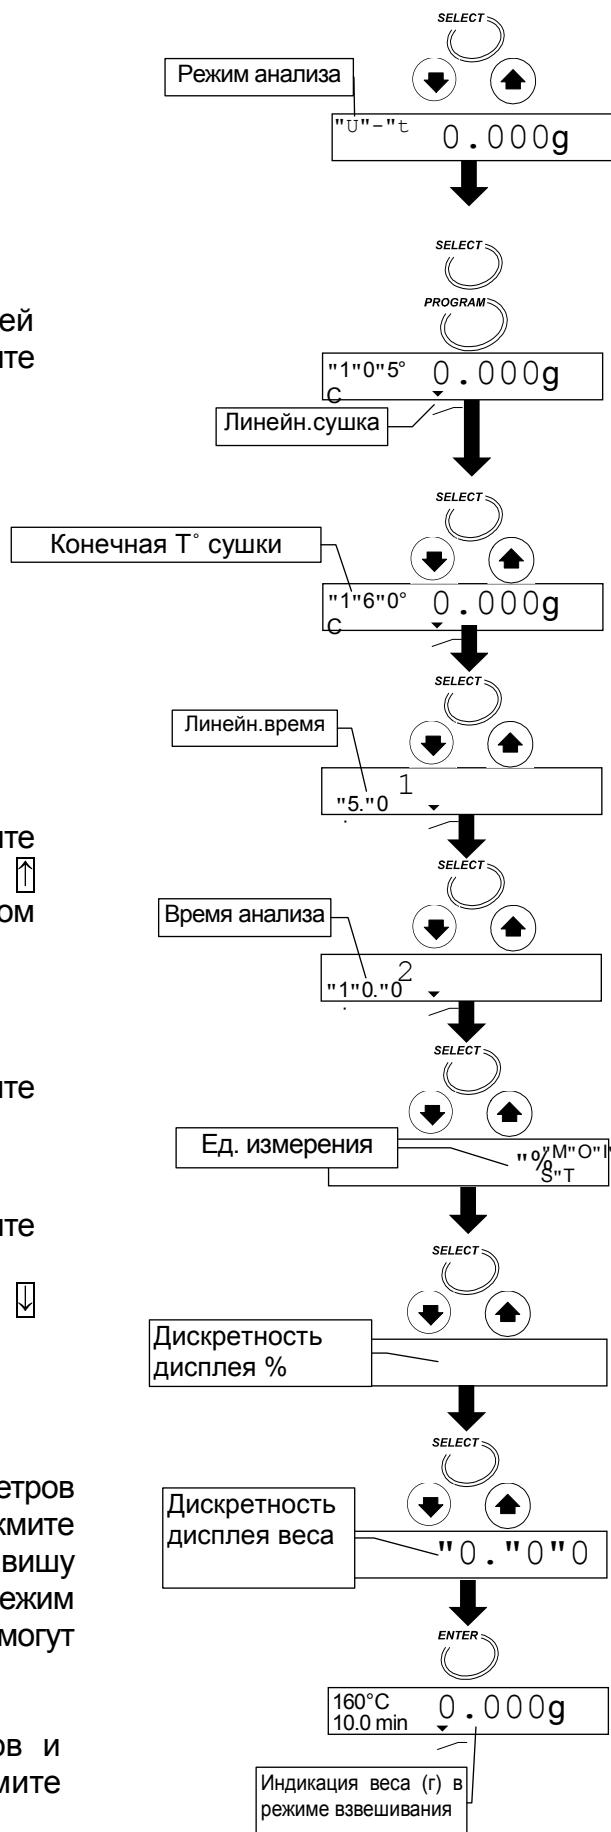 SELECT
Режим анализа
"U"-"t 0.000g
SELECT
PROGRAM
ей
ите
"1"0"5°
C
0.000g
Линейн.сушка
SELECT
Конечная T° сушки
"1"6"0°
C
0.000g
SELECT
Линейн.время
1
"5."0
ите
↑
ом
SELECT
Время анализа
2
"1"0."0
SELECT
ите
Ед. измерения
"%"M"O"I"
S"T
ите
SELECT
↓
Дискретность
дисплея %
SELECT
етров
жмите
вишу
ежим
могут
Дискретность
дисплея веса
"0."0"0
ENTER
160°C
10.0 min
0.000g
ов и
мите
Индикация веса (г) в
режиме взвешивания